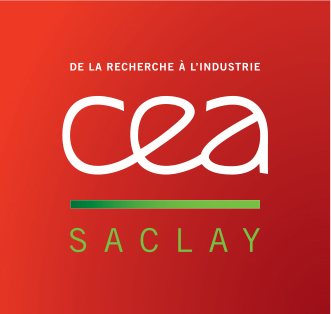 DE LA RECHERCHE À L'INDUSTRIE
cea
SACLAY